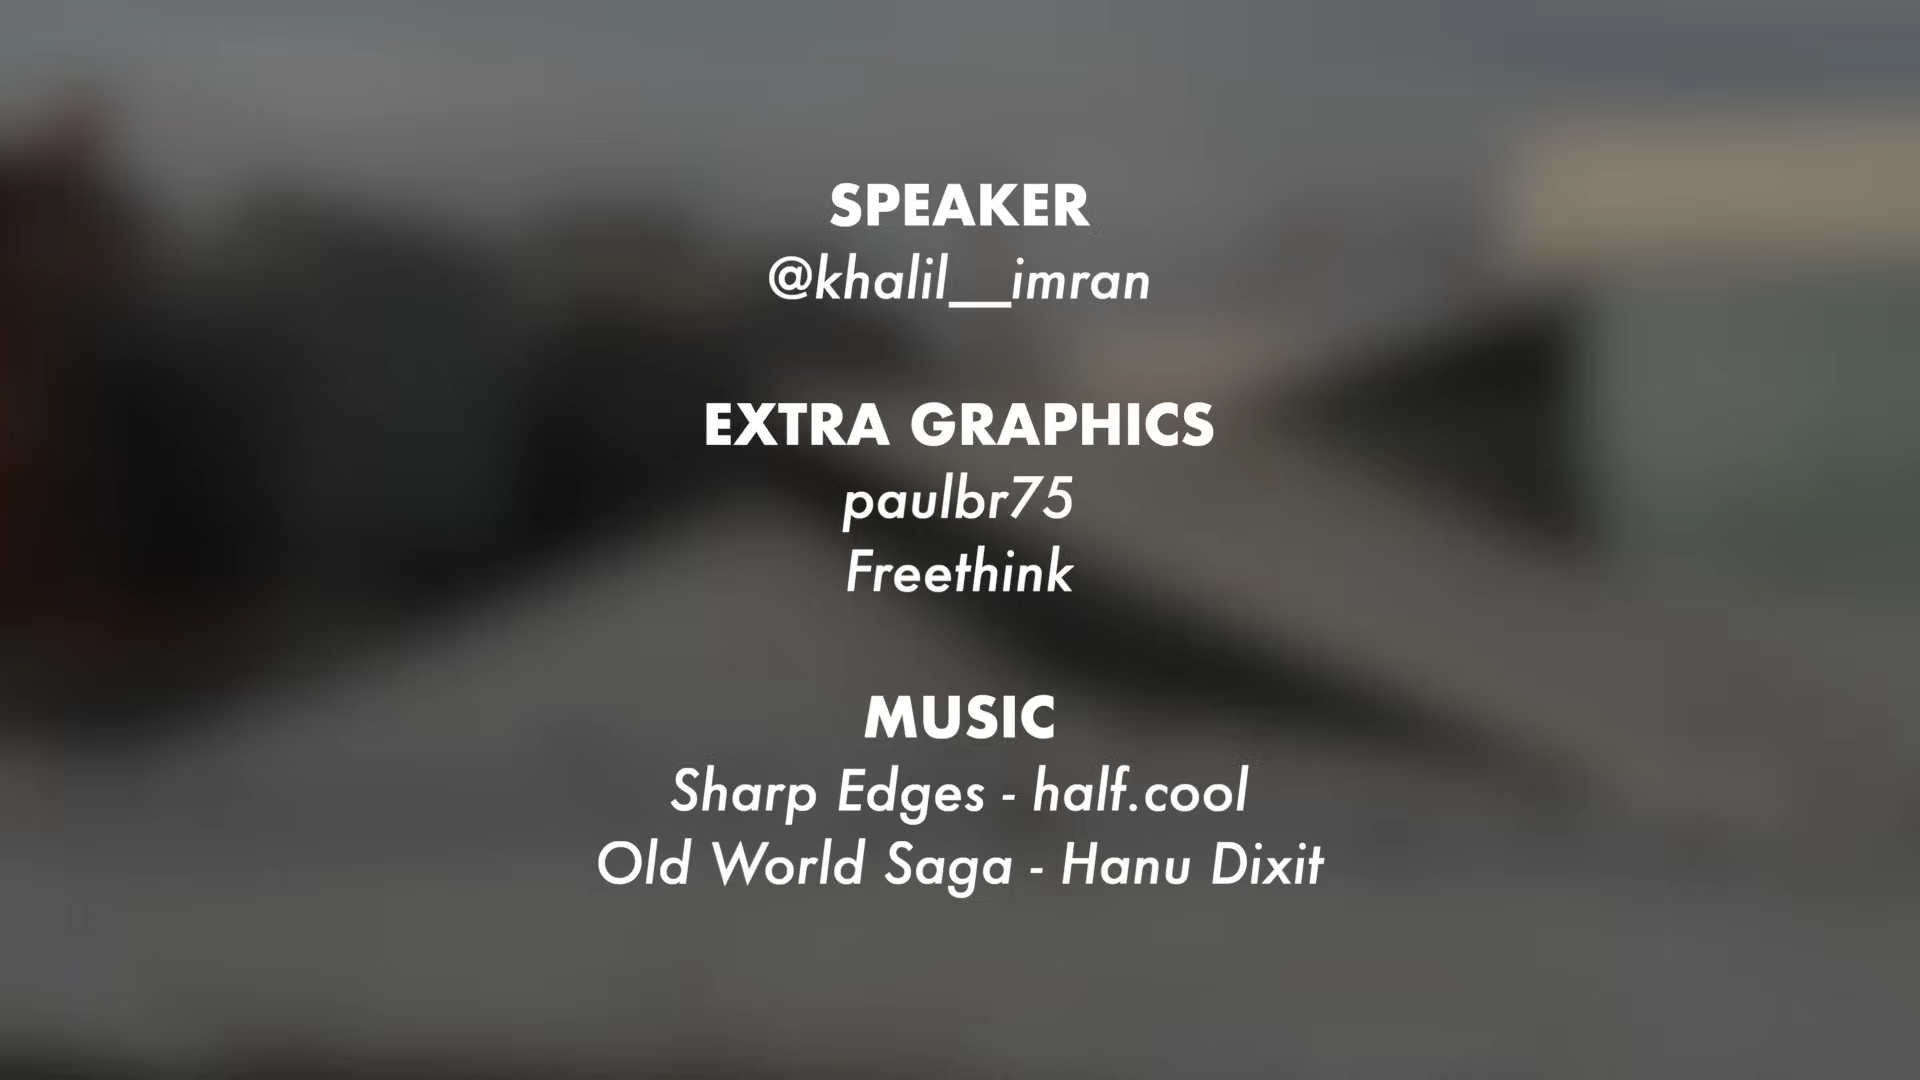 SPEAKER
@khalil__imran
EXTRA GRAPHICS
paulbr75
Freethink
MUSIC
Sharp Edges - half.cool
Old World Saga - Hanu Dixit